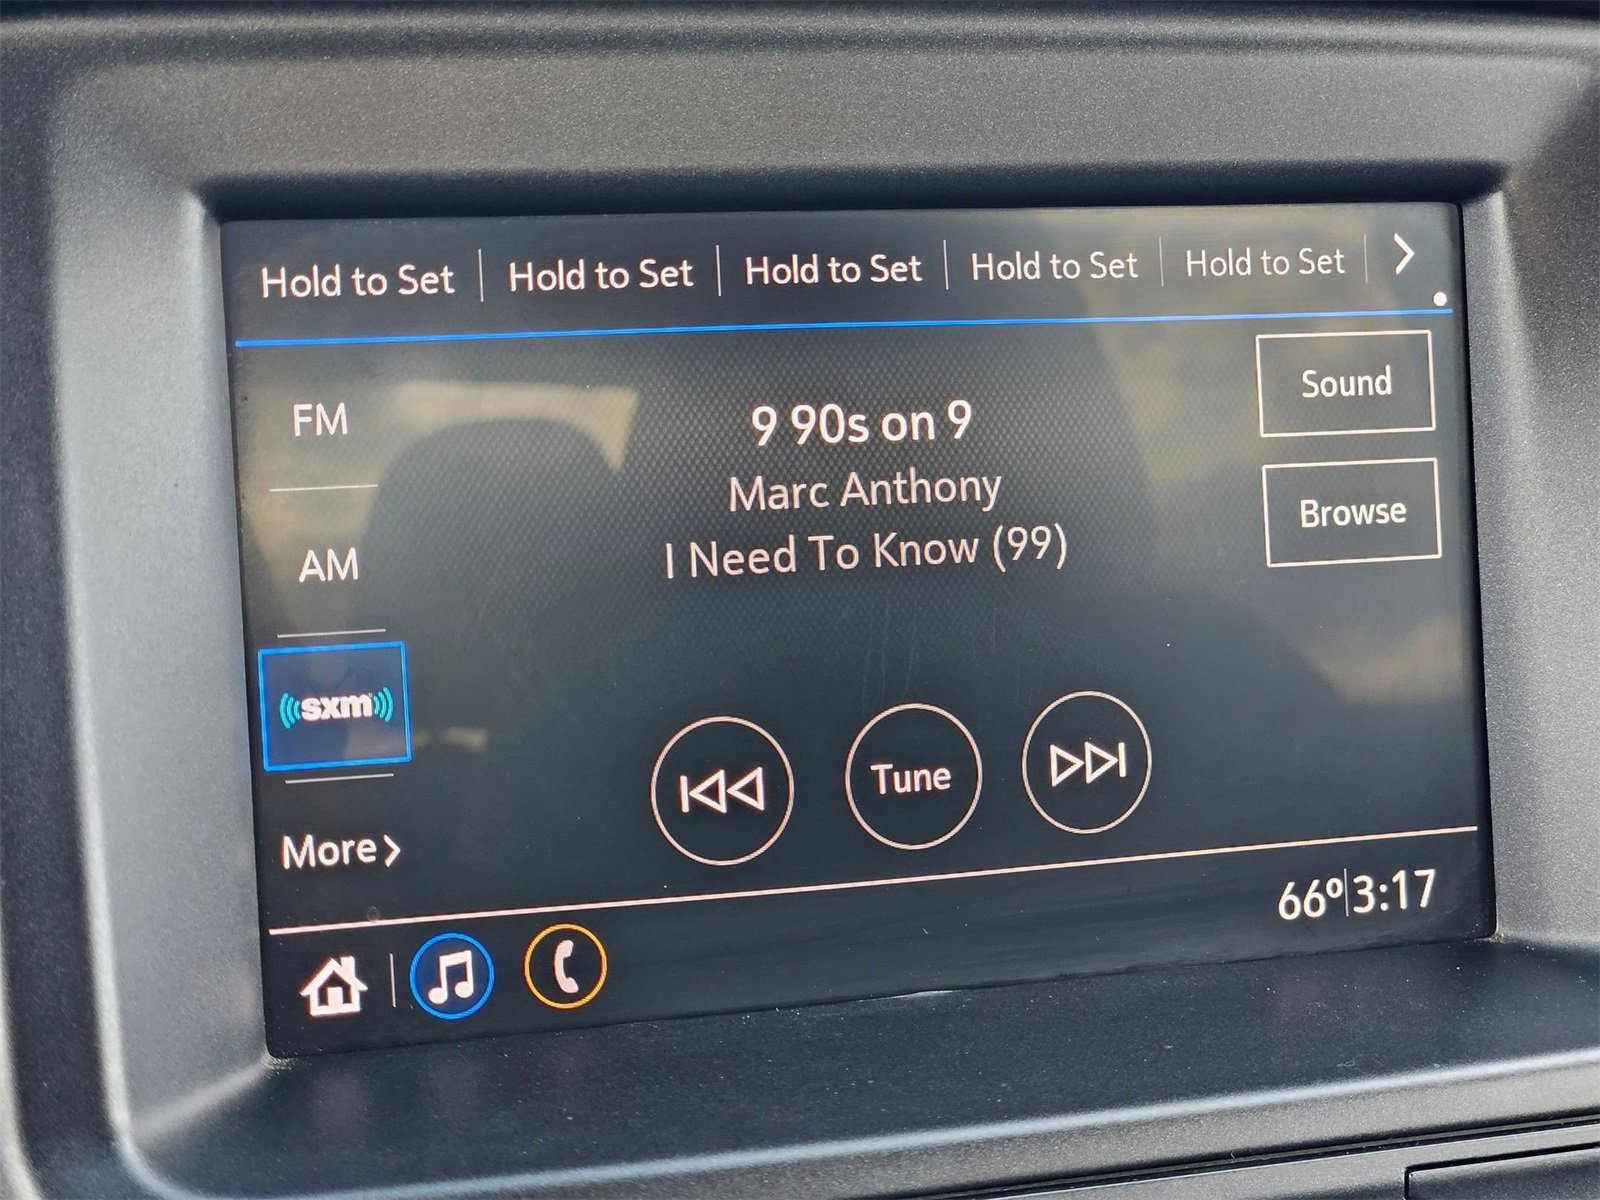 Hold to Set Hold to Set Hold to Set Hold to Set Hold to Set
FM
AM
sxm
More
9 90s on 9
Marc Anthony
I Need To Know (99)
Tune
Sound
Browse
66º 3:17